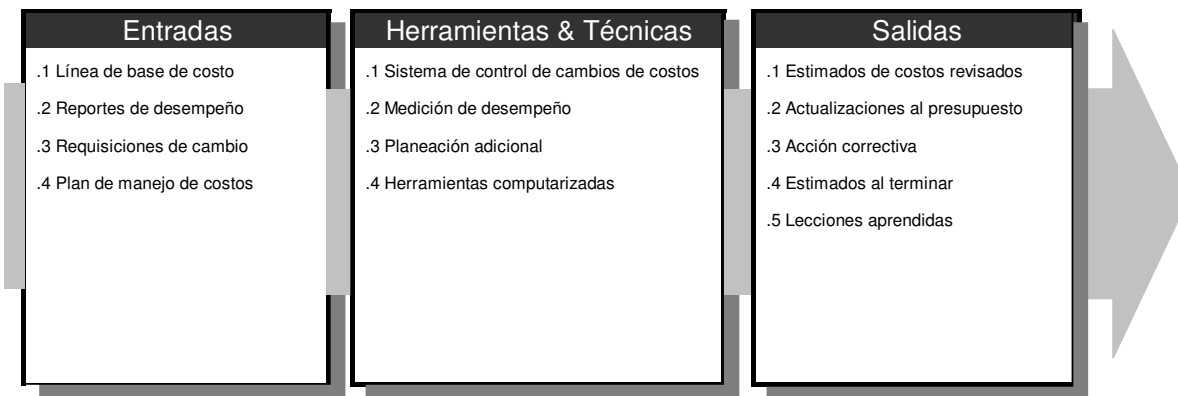 Entradas
.1 Línea de base de costo
.2 Reportes de desempeño
.3 Requisiciones de cambio
.4 Plan de manejo de costos
Herramientas & Técnicas
.1 Sistema de control de cambios de costos
.2 Medición de desempeño
.3 Planeación adicional
.4 Herramientas computarizadas
Salidas
.1 Estimados de costos revisados
.2 Actualizaciones al presupuesto
.3 Acción correctiva
.4 Estimados al terminar
.5 Lecciones aprendidas